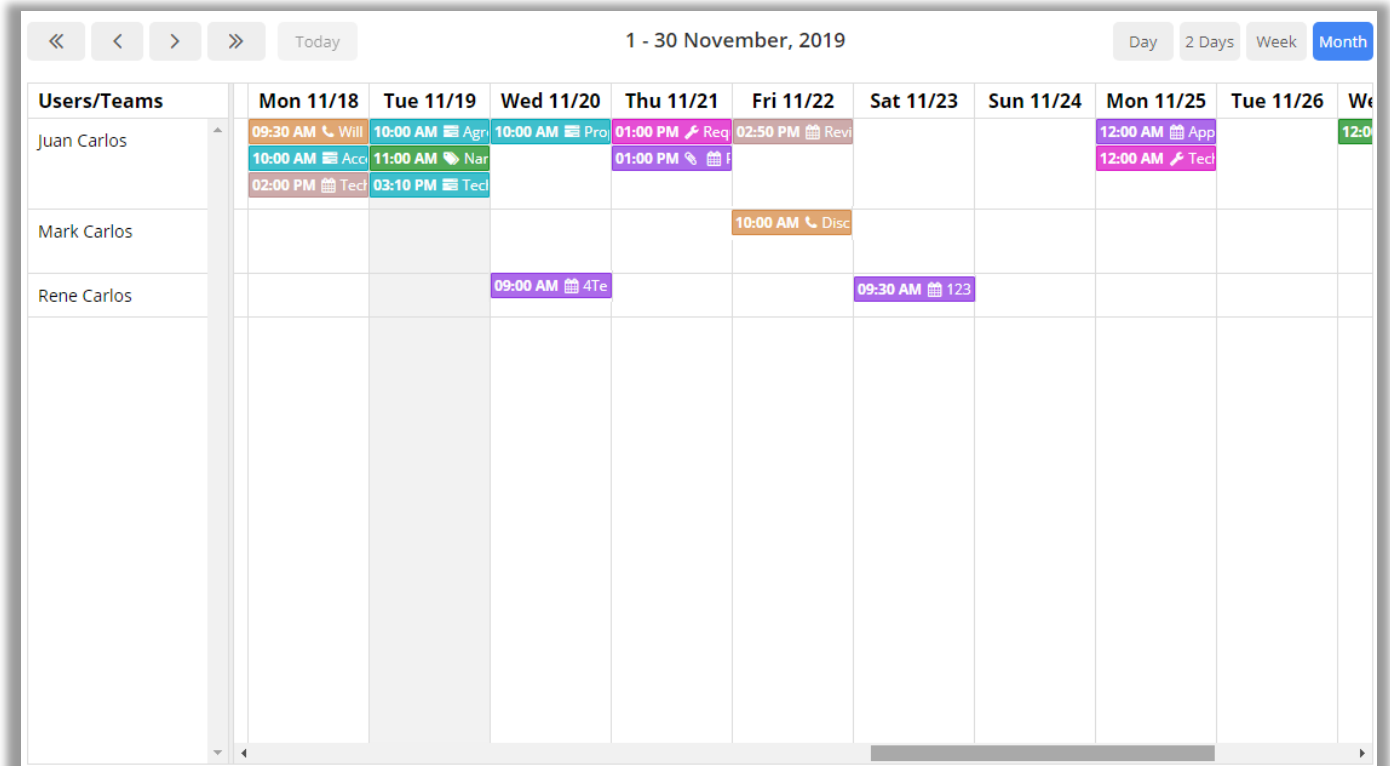 Today 1 - 30 November, 2019 Day 2 Days Week Month
Users/Teams Mon 11/18 Tue 11/19 Wed 11/20 Thu 11/21 Fri 11/22 Sat 11/23 Sun 11/24 Mon 11/25 Tue 11/26 We
Juan Carlos
09:30 AM Will 10:00 AM Agr 10:00 AM Pro 01:00 PM Req 02:50 PM Revi 12:00 AM App 12:0
10:00 AM Acc 11:00 AM Nar 01:00 PM 12:00 AM Tech
02:00 PM Tech 03:10 PM Tech
Mark Carlos 10:00 AM Disc
Rene Carlos 09:00 AM 4Te 09:30 AM 123